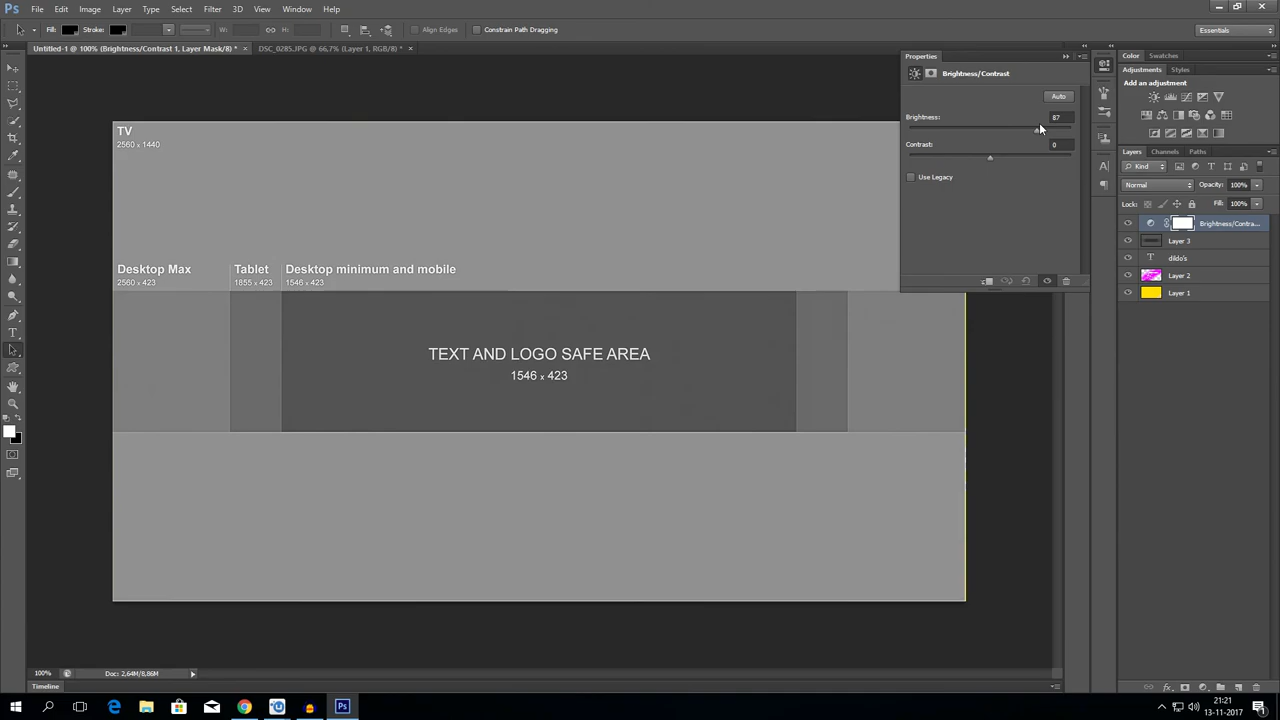 Ps File Edit Image Layer Type Select Filter 3D View Window Help
Fill: Stroke: W: H: Align Edges Constrain Path Dragging Essentials
Untitled-1 @ 100% (Brightness/Contrast 1, Layer Mask/8) * × DSC_0285.JPG @ 66,7% (Layer 1, RGB/8) * ×
Properties
Brightness/Contrast
Auto
Brightness: 87
Contrast: 0
Use Legacy
Color Swatches
Adjustments Styles
Add an adjustment
Layers Channels Paths
Kind
Normal Opacity: 100%
Lock: Fill: 100%
Brightness/Contra...
Layer 3
dildo's
Layer 2
Layer 1
TV
2560 x 1440
Desktop Max Tablet Desktop minimum and mobile
2560 x 423 1855 x 423 1546 x 423
TEXT AND LOGO SAFE AREA
1546 x 423
100% Doc: 2,64M/8,86M
Timeline
21:21
13-11-2017